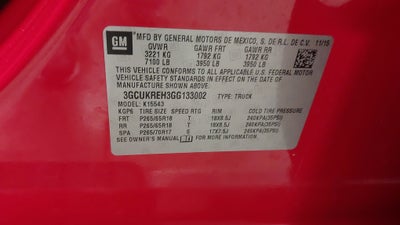 GM
MFD BY GENERAL MOTORS DE MEXICO, S. DE R.L. DE C.V. 11/15
GVWR GAWR FRT GAWR RR
3221 KG 1792 KG 1792 KG
7100 LB 3950 LB 3950 LB
THIS VEHICLE CONFORMS TO ALL APPLICABLE U.S. FEDERAL
MOTOR VEHICLE SAFETY AND THEFT PREVENTION
STANDARDS IN EFFECT ON THE DATE OF
MANUFACTURE SHOWN ABOVE.
3GCUKREH3GG133002 TYPE: TRUCK
MODEL: K15543
KGP6 TIRE SIZE SPEED RTG RIM COLD TIRE PRESSURE
FRT P265/65R18 T 18X8.5J 240KPA(35PSI)
RR P265/65R18 T 18X8.5J 240KPA(35PSI)
SPA P265/70R17 S 17X7.5J 240KPA(35PSI)
SEE OWNER'S MANUAL FOR MORE INFORMATION.